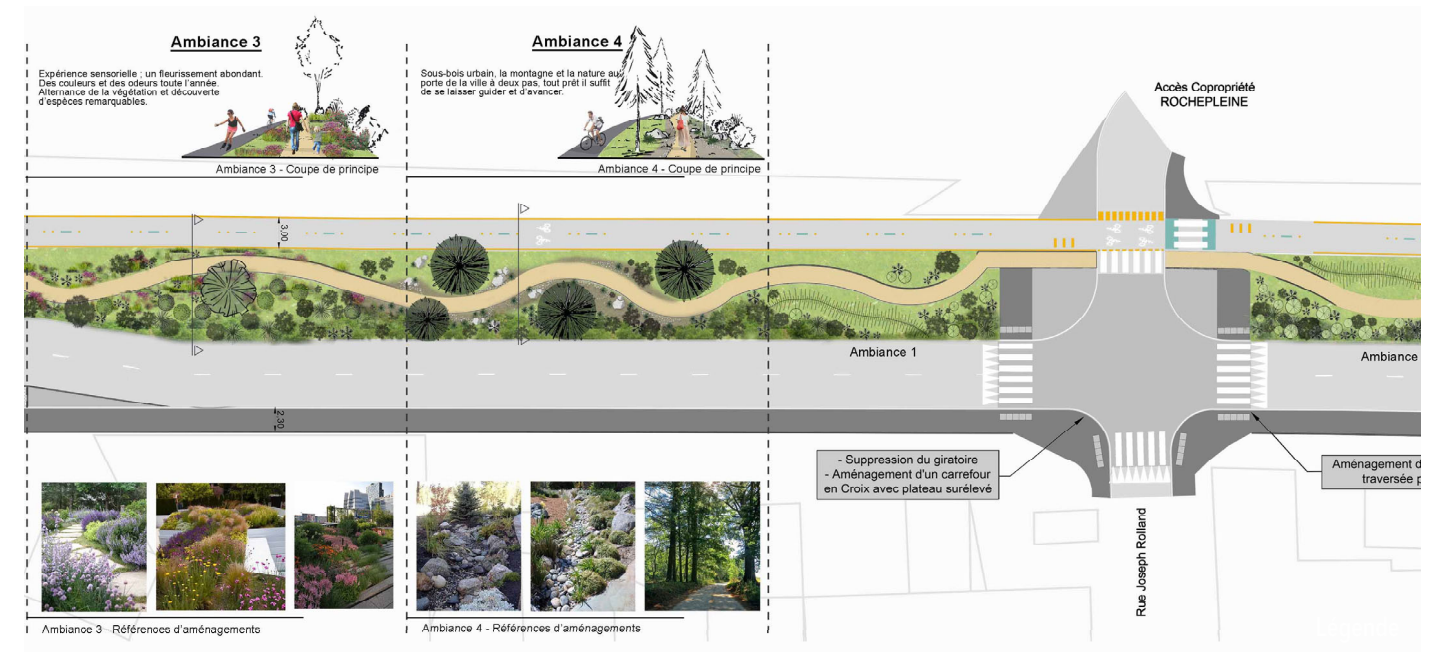 Ambiance 3
Expérience sensorielle ; un fleurissement abondant.
Des couleurs et des odeurs toute l'année.
Alternance de la végétation et découverte
d'espèces remarquables.
Ambiance 3 - Coupe de principe
Ambiance 4
Sous-bois urbain, la montagne et la nature au
porte de la ville à deux pas, tout prêt il suffit
de se laisser guider et d'avancer.
Ambiance 4 - Coupe de principe
Accès Copropriété
ROCHEPLEINE
3.00
Ambiance 1
Ambiance
2.30
- Suppression du giratoire
- Aménagement d'un carrefour
en Croix avec plateau surélevé
Aménagement d
traversée p
Rue Joseph Rolland
Ambiance 3 - Références d'aménagements
Ambiance 4 - Références d'aménagements
Légende